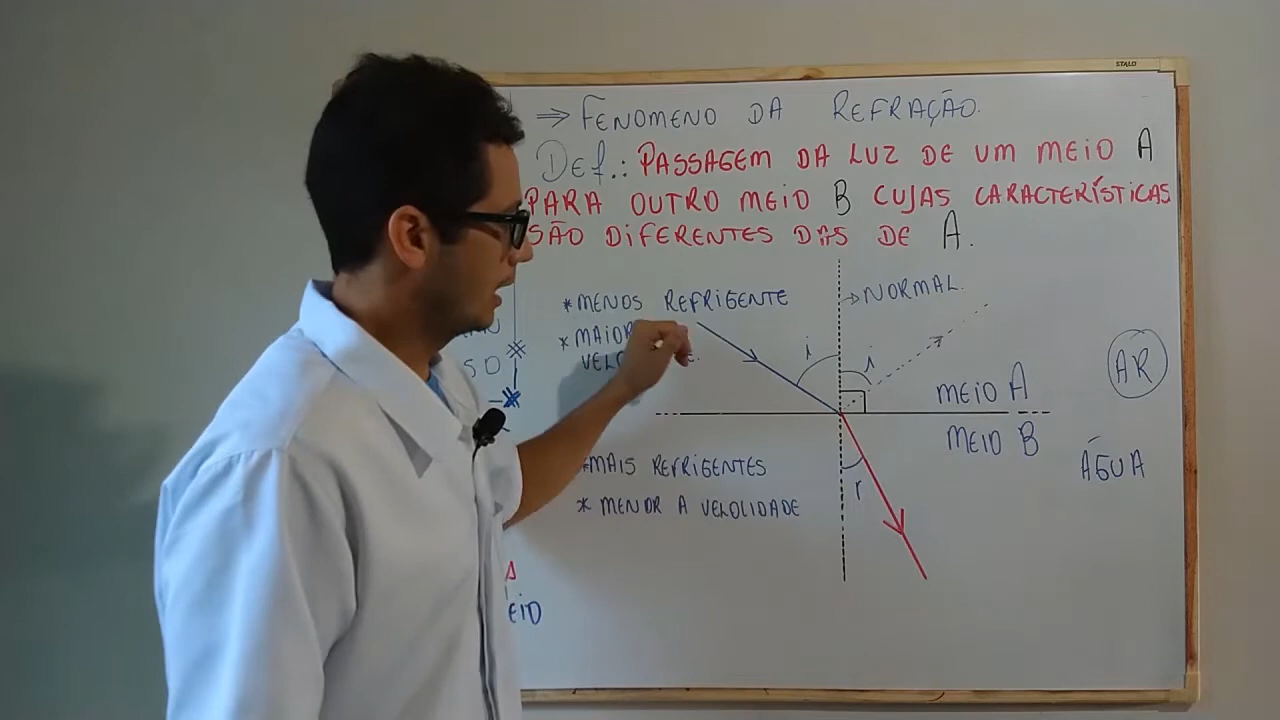 STALO
⇒ FENOMENO DA REFRAÇÃO.
Def.: PASSAGEM DA LUZ DE UM MEIO A
PARA OUTRO MEIO B CUJAS CARACTERÍSTICAS
SÃO DIFERENTES DAS DE A.
→ NORMAL.
* MENOS REFRIGENTE
* MAIOR
i
i
AR
MEIO A
MEIO B
ÁGUA
* MAIS REFRIGENTES
r
* MENOR A VELOCIDADE